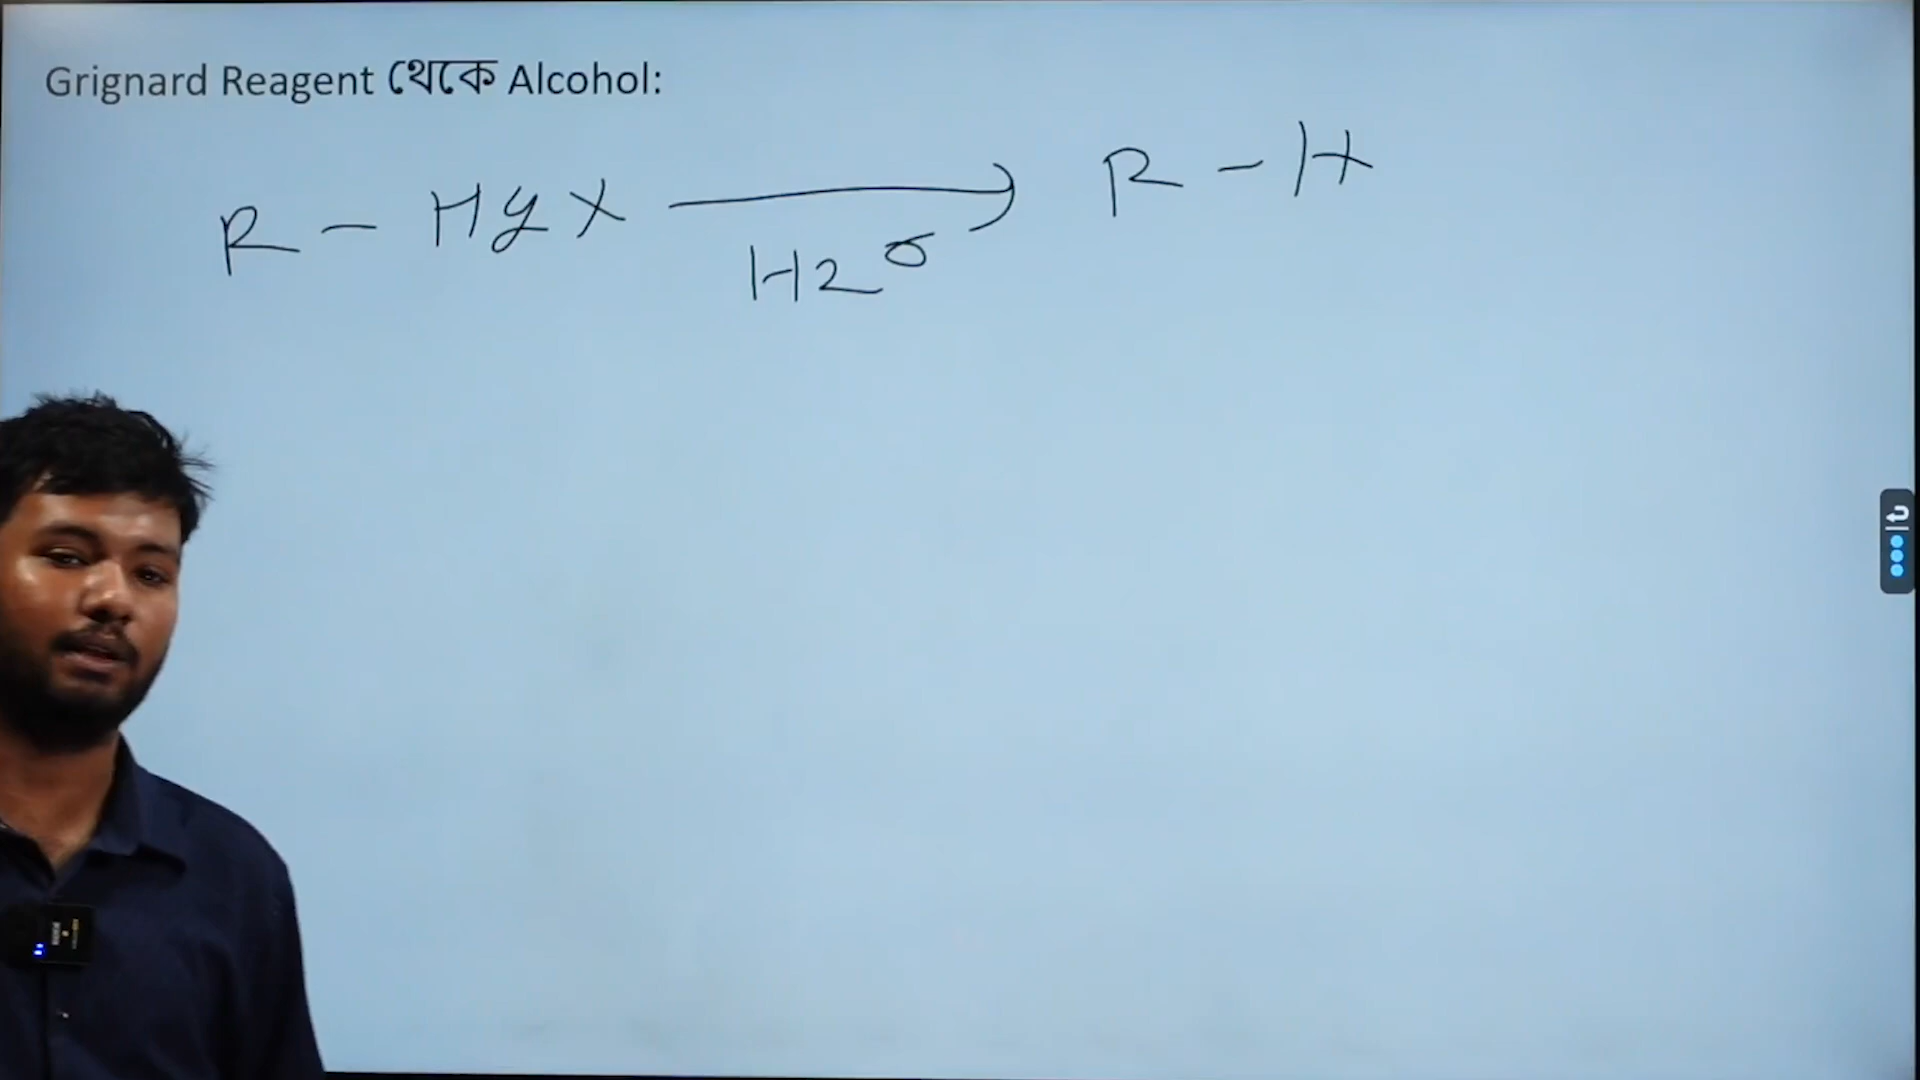 Grignard Reagent থেকে Alcohol:
R - MgX → R - H
H2O